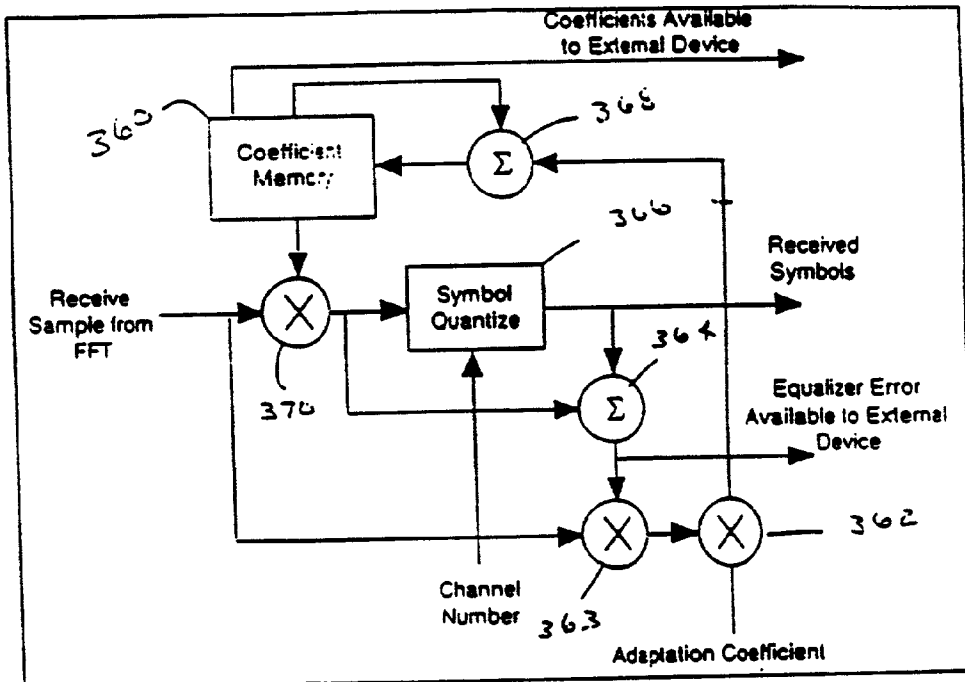 Coefficients Available
to External Device
360
368
Coefficient
Memory
Σ
366
Received
Symbols
Receive
Sample from
FFT
X
Symbol
Quantize
364
370
Σ
Equalizer Error
Available to External
Device
X
X
362
Channel
Number
363
Adaptation Coefficient